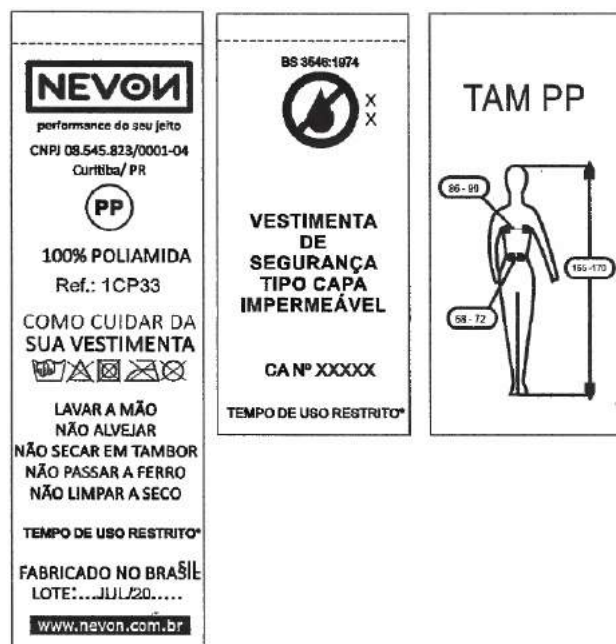 NEVON
performance do seu jeito
CNPJ 08.545.823/0001-04
Curitiba/ PR
PP
100% POLIAMIDA
Ref.: 1CP33
COMO CUIDAR DA
SUA VESTIMENTA
LAVAR A MÃO
NÃO ALVEJAR
NÃO SECAR EM TAMBOR
NÃO PASSAR A FERRO
NÃO LIMPAR A SECO
TEMPO DE USO RESTRITO*
FABRICADO NO BRASIL
LOTE:....JUL/20.....
www.nevon.com.br
BS 3546:1974
X
X
VESTIMENTA
DE
SEGURANÇA
TIPO CAPA
IMPERMEÁVEL
CA Nº XXXXX
TEMPO DE USO RESTRITO*
TAM PP
86 - 90
165-170
68 - 72